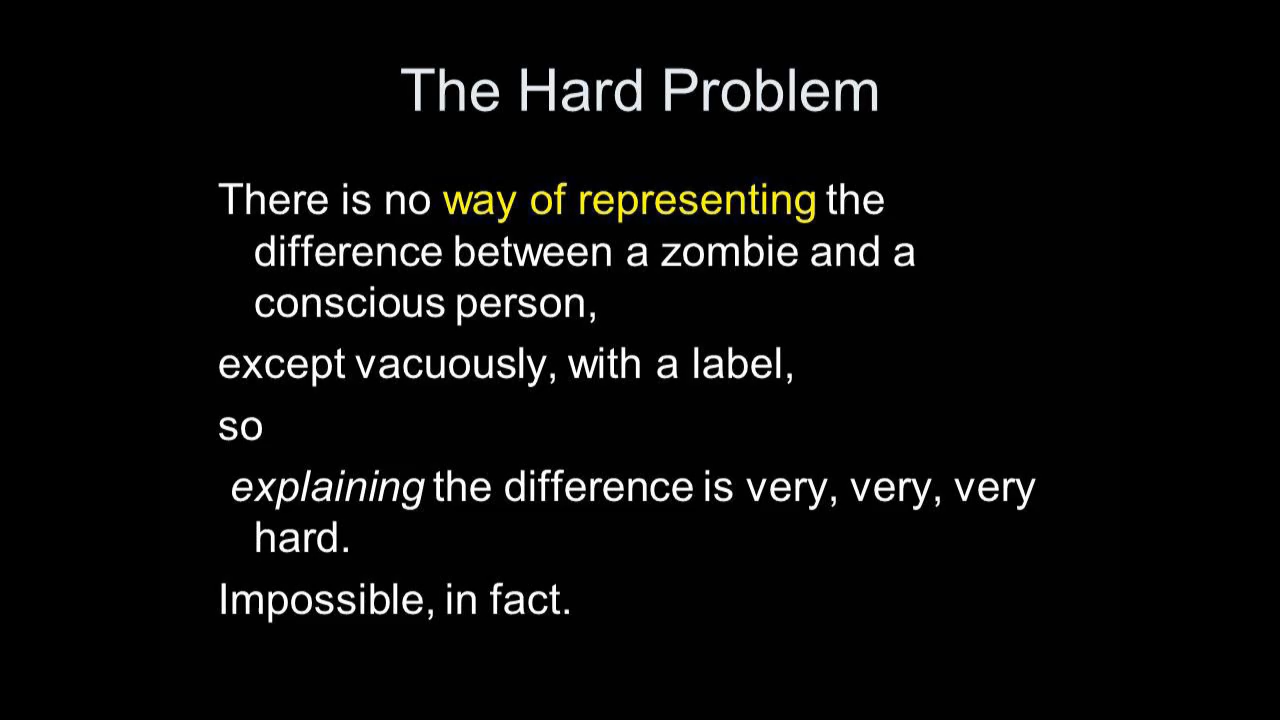 The Hard Problem
There is no way of representing the
difference between a zombie and a
conscious person,
except vacuously, with a label,
so
explaining the difference is very, very, very
hard.
Impossible, in fact.